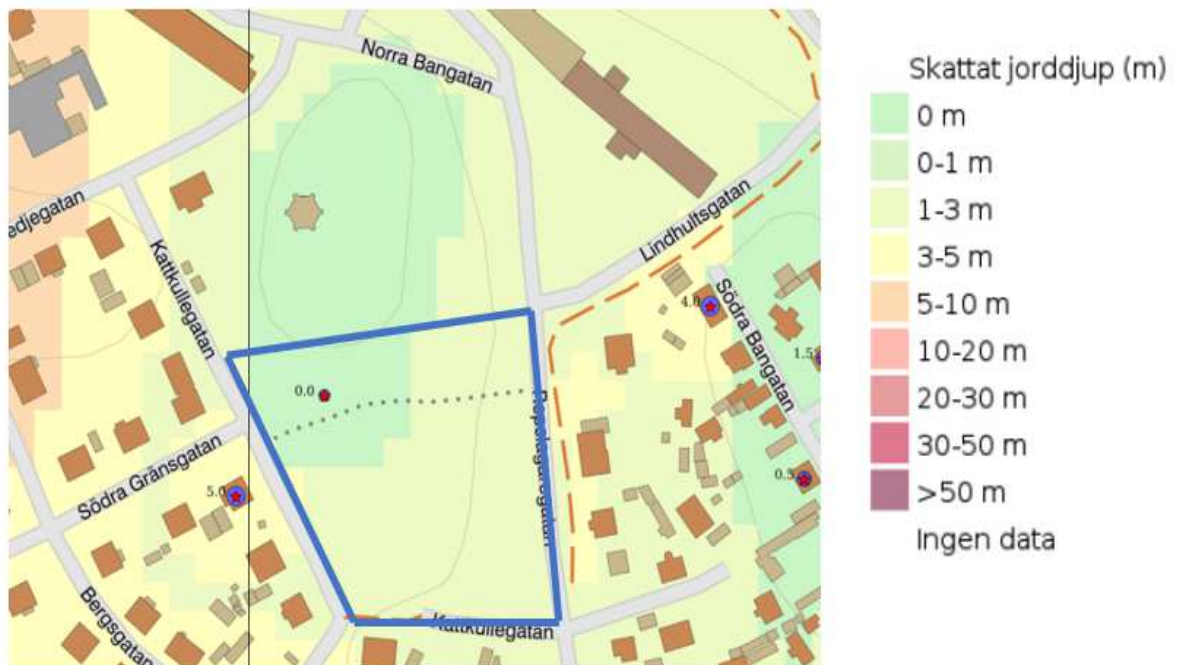 Norra Bangatan
edjegatan
Kattkullegatan
Lindhultsgatan
Södra Bangatan
4.0
1.5
0.0
Södra Gränsgatan
5.0
0.5
Bergsgatan
Kattkullegatan
Skattat jorddjup (m)
0 m
0-1 m
1-3 m
3-5 m
5-10 m
10-20 m
20-30 m
30-50 m
>50 m
Ingen data